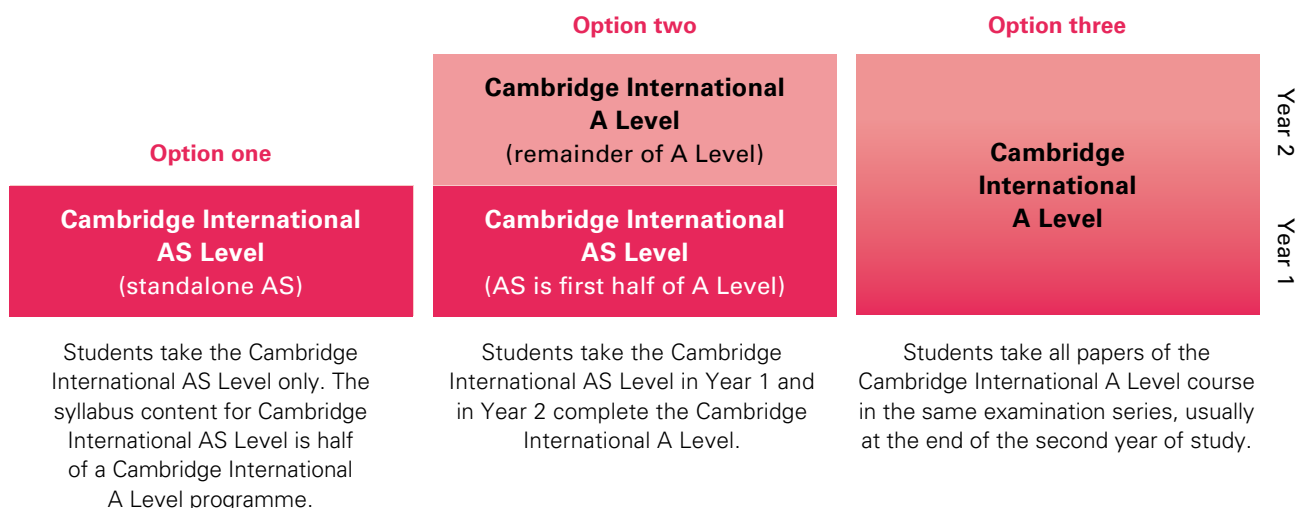 Option one
Cambridge International
AS Level
(standalone AS)
Students take the Cambridge
International AS Level only. The
syllabus content for Cambridge
International AS Level is half
of a Cambridge International
A Level programme.
Option two
Cambridge International
A Level
(remainder of A Level)
Cambridge International
AS Level
(AS is first half of A Level)
Students take the Cambridge
International AS Level in Year 1 and
in Year 2 complete the Cambridge
International A Level.
Option three
Cambridge
International
A Level
Students take all papers of the
Cambridge International A Level course
in the same examination series, usually
at the end of the second year of study.
Year 2
Year 1